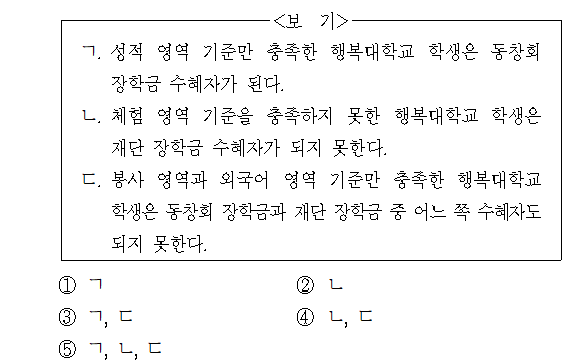 <보 기>
ㄱ. 성적 영역 기준만 충족한 행복대학교 학생은 동창회
장학금 수혜자가 된다.
ㄴ. 체험 영역 기준을 충족하지 못한 행복대학교 학생은
재단 장학금 수혜자가 되지 못한다.
ㄷ. 봉사 영역과 외국어 영역 기준만 충족한 행복대학교
학생은 동창회 장학금과 재단 장학금 중 어느 쪽 수혜자도
되지 못한다.
① ㄱ ② ㄴ
③ ㄱ, ㄷ ④ ㄴ, ㄷ
⑤ ㄱ, ㄴ, ㄷ